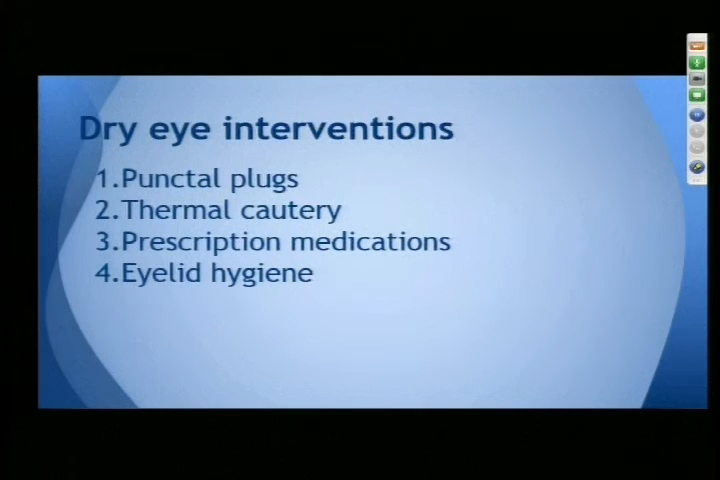 Dry eye interventions
1.Punctal plugs
2.Thermal cautery
3.Prescription medications
4.Eyelid hygiene